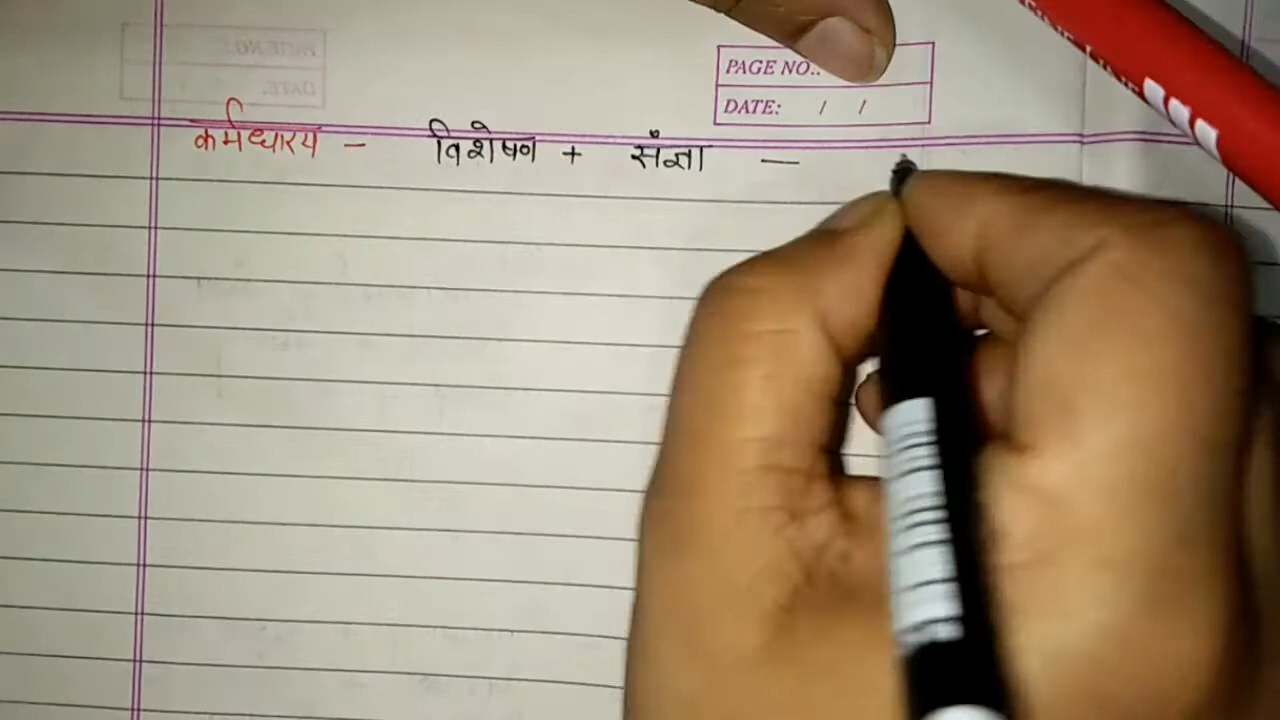 PAGE NO.:
DATE: / /
कर्मधारय - विशेषण + संज्ञा -